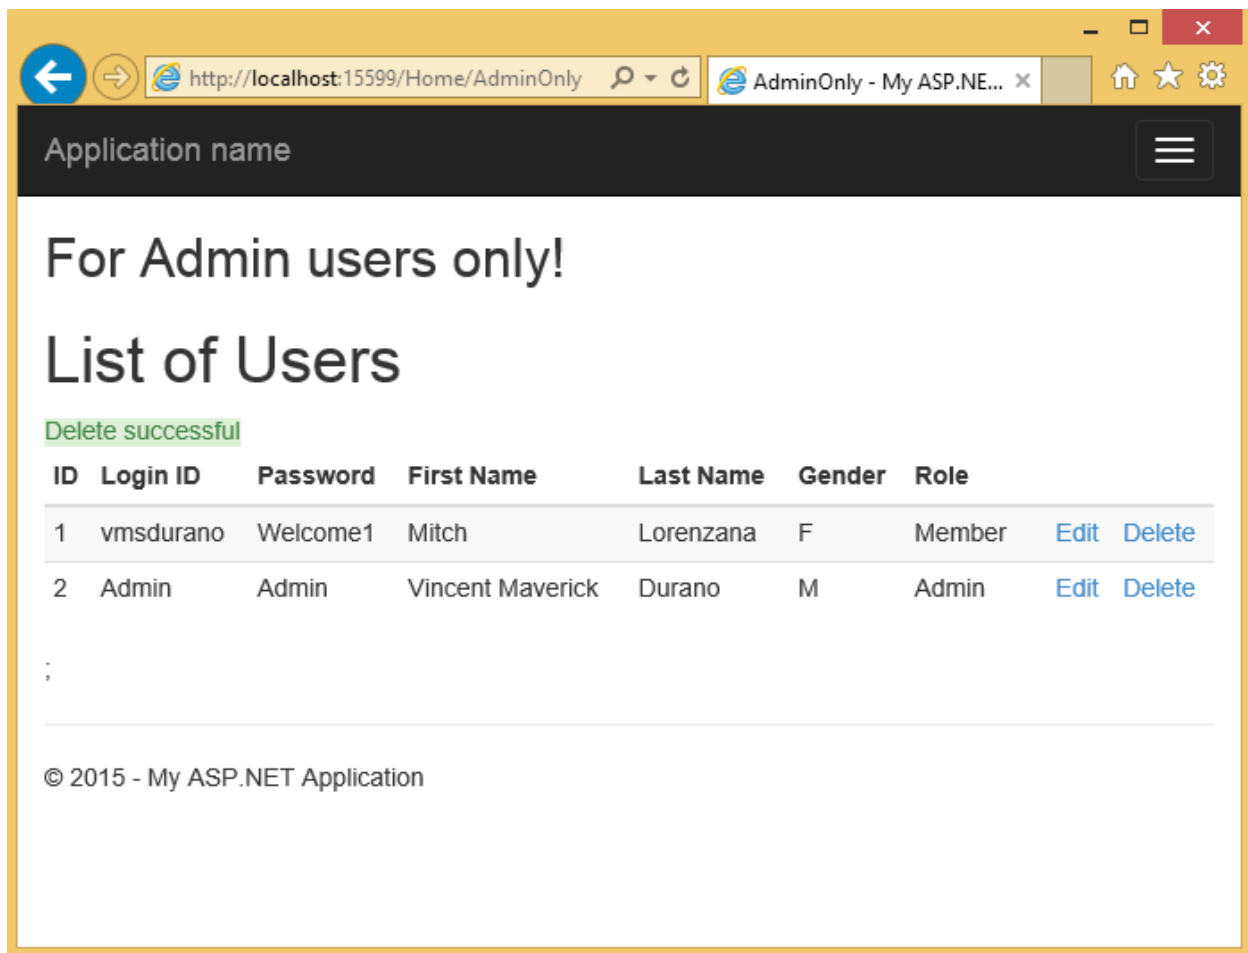 http://localhost:15599/Home/AdminOnly AdminOnly - My ASP.NE...
Application name
For Admin users only!
List of Users
Delete successful
ID Login ID Password First Name Last Name Gender Role
1 vmsdurano Welcome1 Mitch Lorenzana F Member Edit Delete
2 Admin Admin Vincent Maverick Durano M Admin Edit Delete
;
© 2015 - My ASP.NET Application